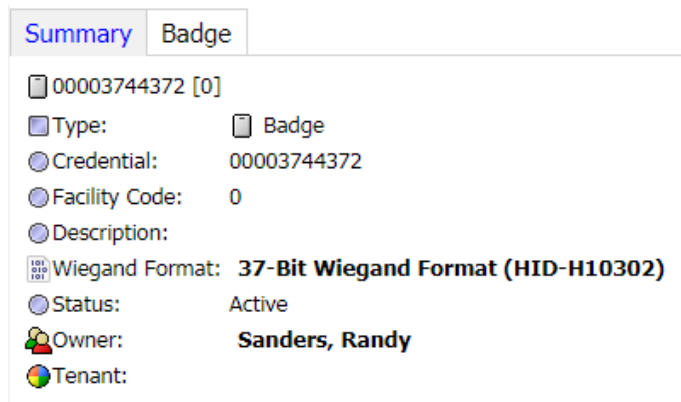 Summary Badge
00003744372 [0]
Type: Badge
Credential: 00003744372
Facility Code: 0
Description:
Wiegand Format: 37-Bit Wiegand Format (HID-H10302)
Status: Active
Owner: Sanders, Randy
Tenant: